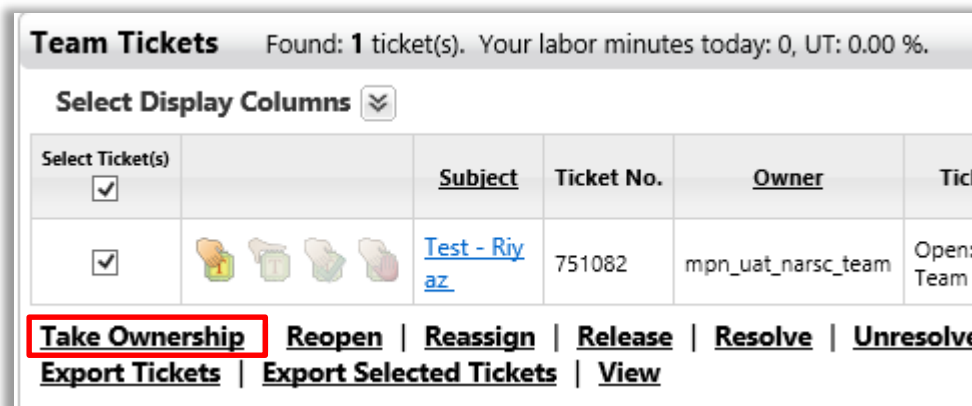 Team Tickets Found: 1 ticket(s). Your labor minutes today: 0, UT: 0.00 %.
Select Display Columns
Select Ticket(s) Subject Ticket No. Owner
Test - Riy
az
751082 mpn_uat_narsc_team Open:
Team
Take Ownership Reopen | Reassign | Release | Resolve |
Export Tickets | Export Selected Tickets | View